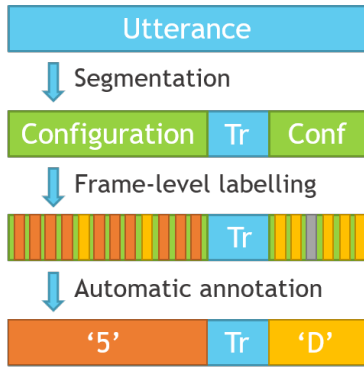 Utterance
Segmentation
Configuration Tr Conf
Frame-level labelling
Tr
Automatic annotation
‘5’ Tr ‘D’